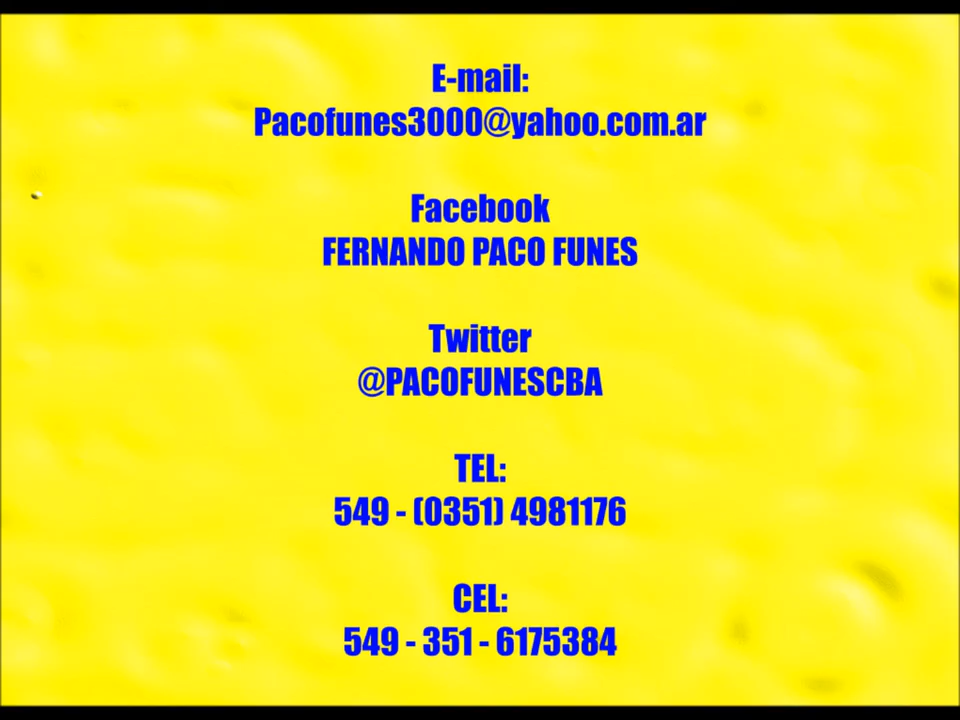 E-mail:
Pacofunes3000@yahoo.com.ar
Facebook
FERNANDO PACO FUNES
Twitter
@PACOFUNESCBA
TEL:
549 - (0351) 4981176
CEL:
549 - 351 - 6175384